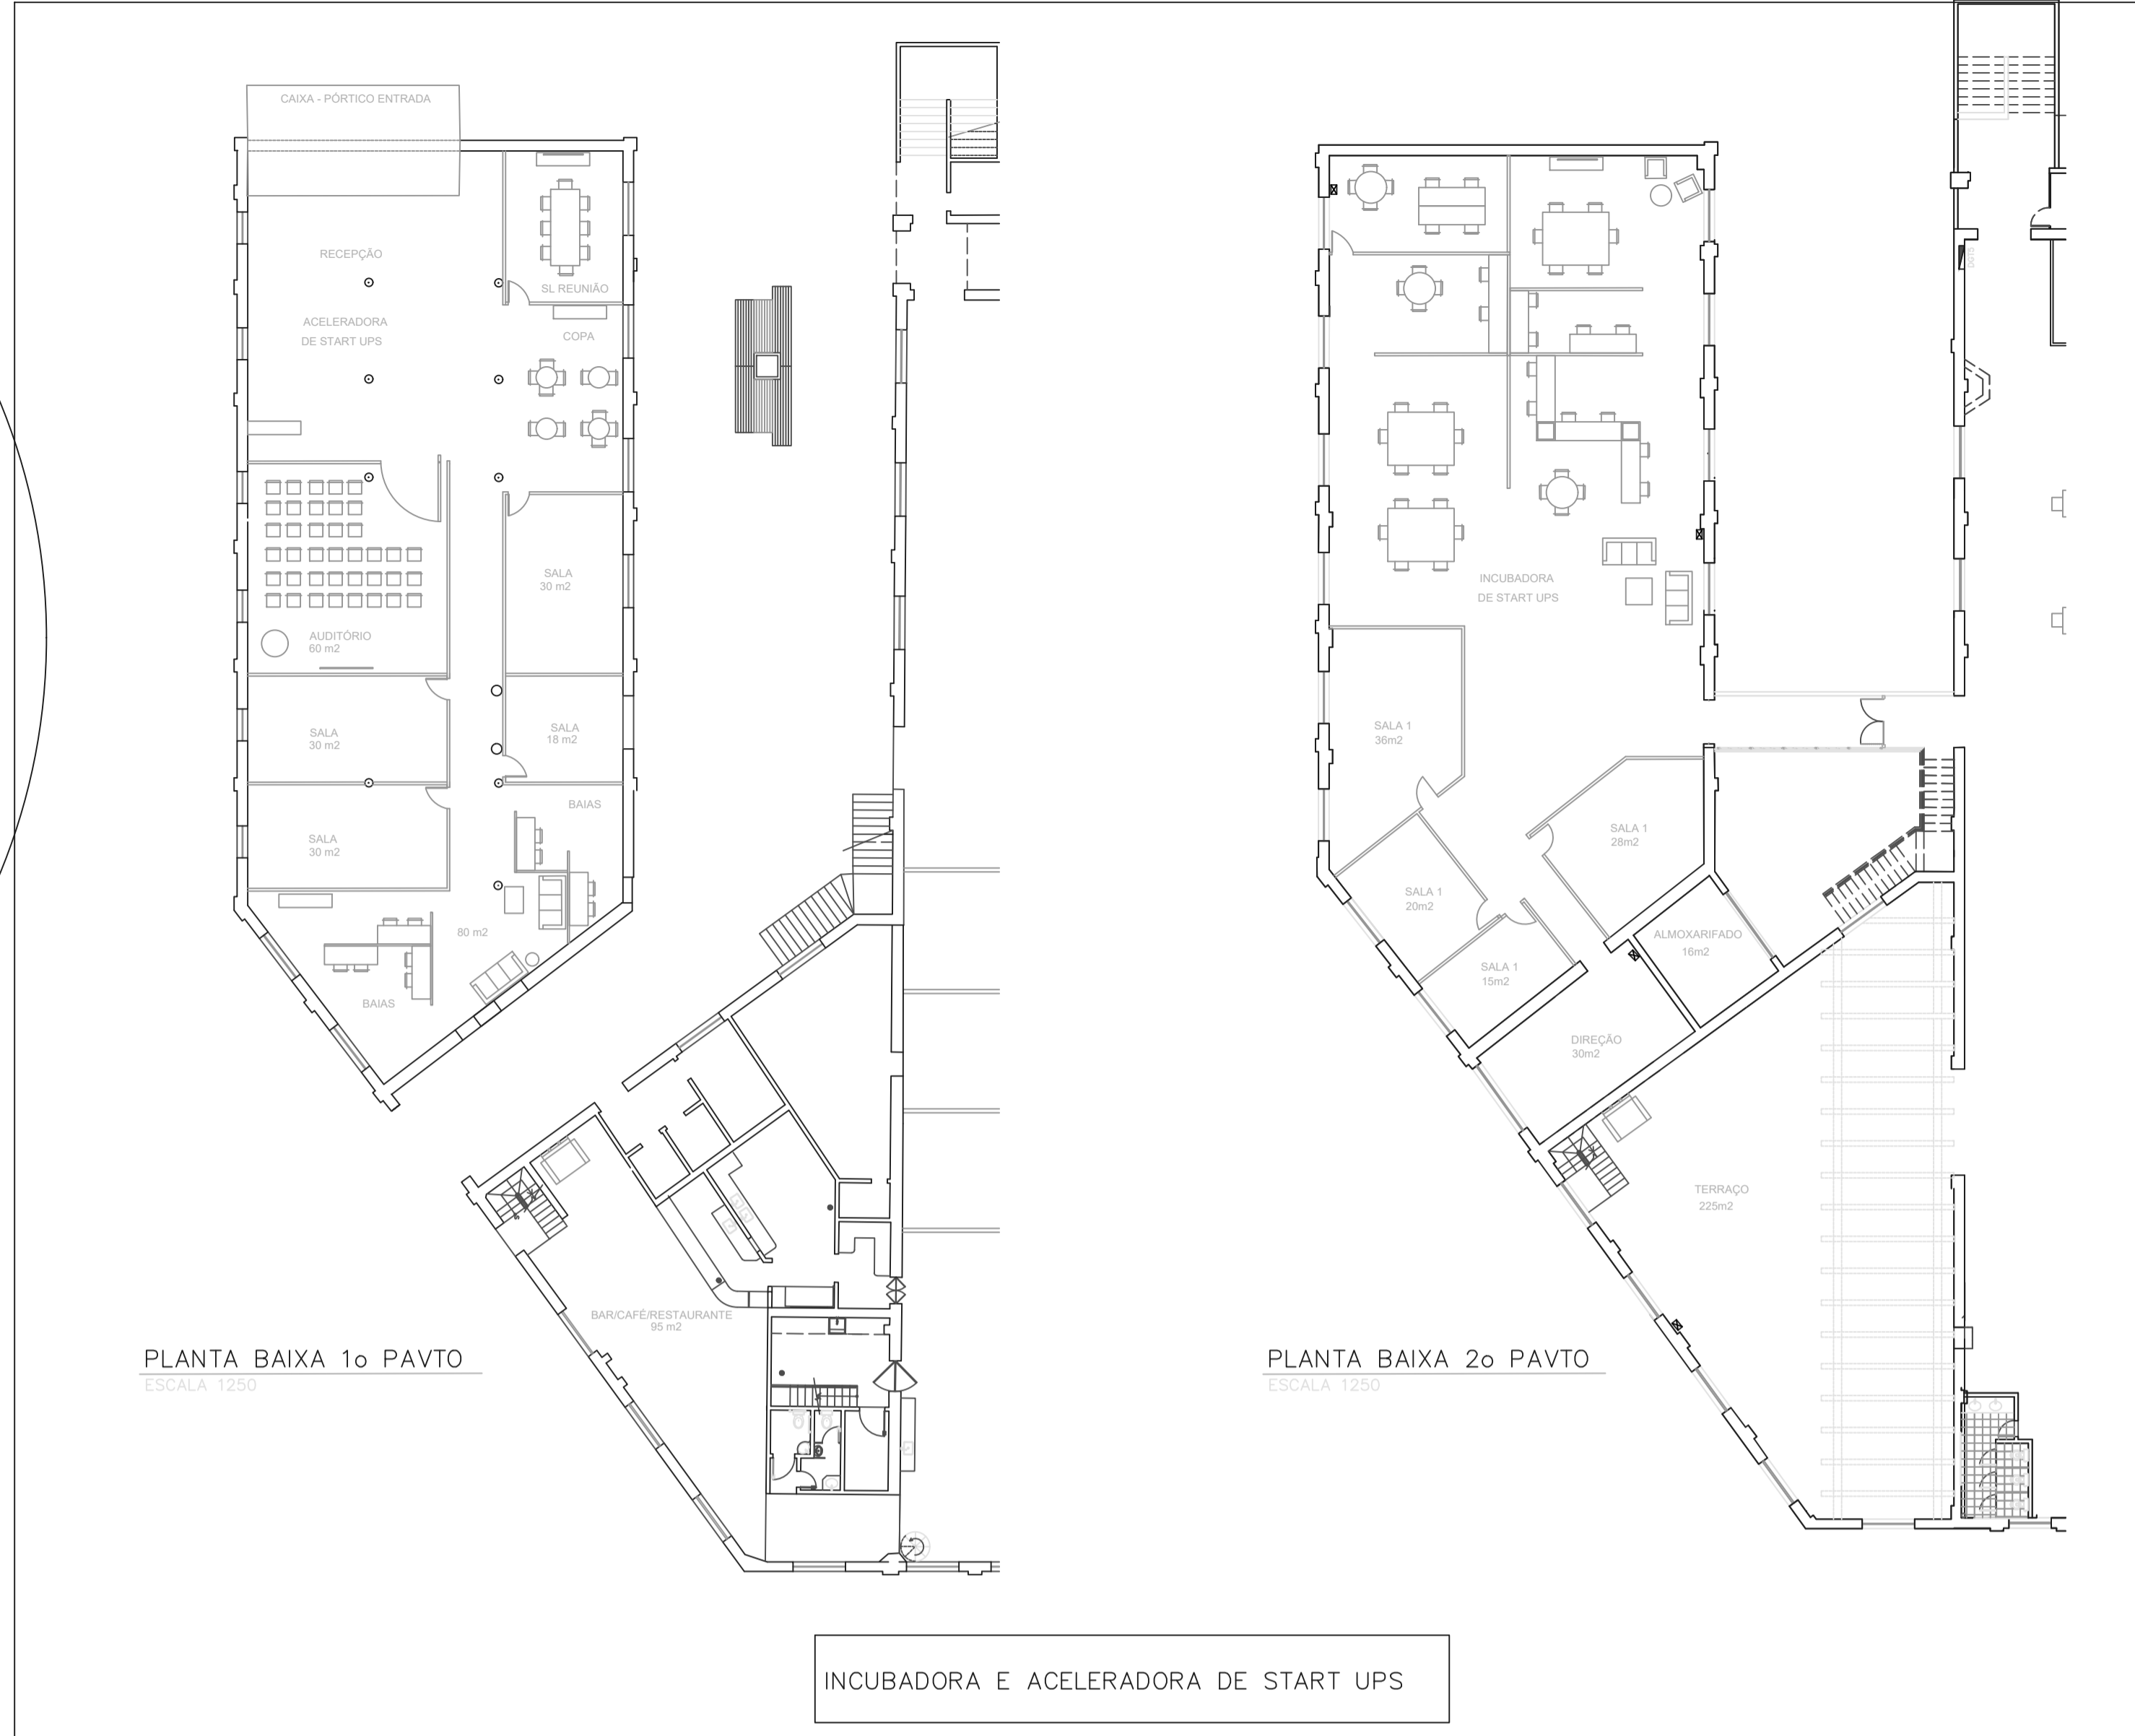 CAIXA - PÓRTICO ENTRADA
RECEPÇÃO
SL REUNIÃO
ACELERADORA
DE START UPS
COPA
SALA
30 m2
AUDITÓRIO
60 m2
SALA
30 m2
SALA
18 m2
BAIAS
SALA
30 m2
80 m2
BAIAS
BAR/CAFÉ/RESTAURANTE
95 m2
PLANTA BAIXA 1o PAVTO
ESCALA 1250
DUTO
INCUBADORA
DE START UPS
SALA 1
36m2
SALA 1
28m2
SALA 1
20m2
ALMOXARIFADO
16m2
SALA 1
15m2
DIREÇÃO
30m2
TERRAÇO
225m2
PLANTA BAIXA 2o PAVTO
ESCALA 1250
INCUBADORA E ACELERADORA DE START UPS